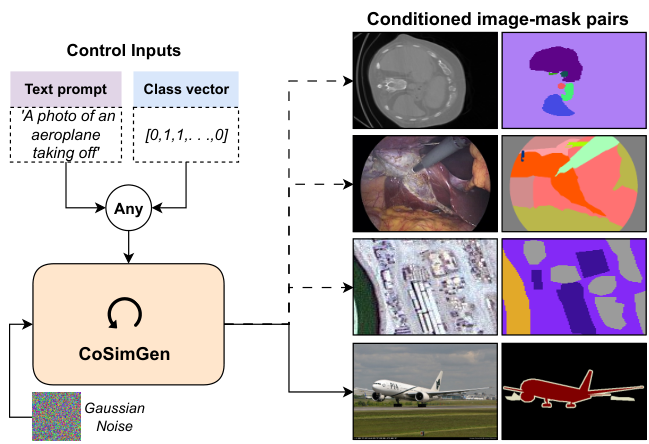 Conditioned image-mask pairs
Control Inputs
Text prompt
Class vector
'A photo of an
aeroplane
taking off'
[0,1,1,. . .,0]
Any
CoSimGen
Gaussian
Noise
PIA